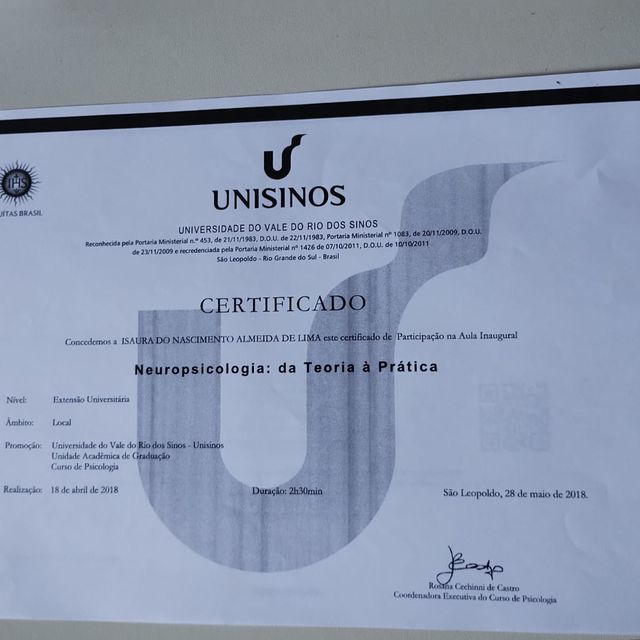 IHS
UÍTAS BRASIL
UNISINOS
UNIVERSIDADE DO VALE DO RIO DOS SINOS
Reconhecida pela Portaria Ministerial n.º 453, de 21/11/1983, D.O.U. de 22/11/1983, Portaria Ministerial nº 1083, de 20/11/2009, D.O.U.
de 23/11/2009 e recredenciada pela Portaria Ministerial nº 1426 de 07/10/2011, D.O.U. de 10/10/2011
São Leopoldo - Rio Grande do Sul - Brasil
CERTIFICADO
Concedemos a ISAURA DO NASCIMENTO ALMEIDA DE LIMA este certificado de Participação na Aula Inaugural
Neuropsicologia: da Teoria à Prática
Nível: Extensão Universitária
Âmbito: Local
Promoção: Universidade do Vale do Rio dos Sinos - Unisinos
Unidade Acadêmica de Graduação
Curso de Psicologia
Realização: 18 de abril de 2018 Duração: 2h30min São Leopoldo, 28 de maio de 2018.
Rosana Cechinni de Castro
Coordenadora Executiva do Curso de Psicologia